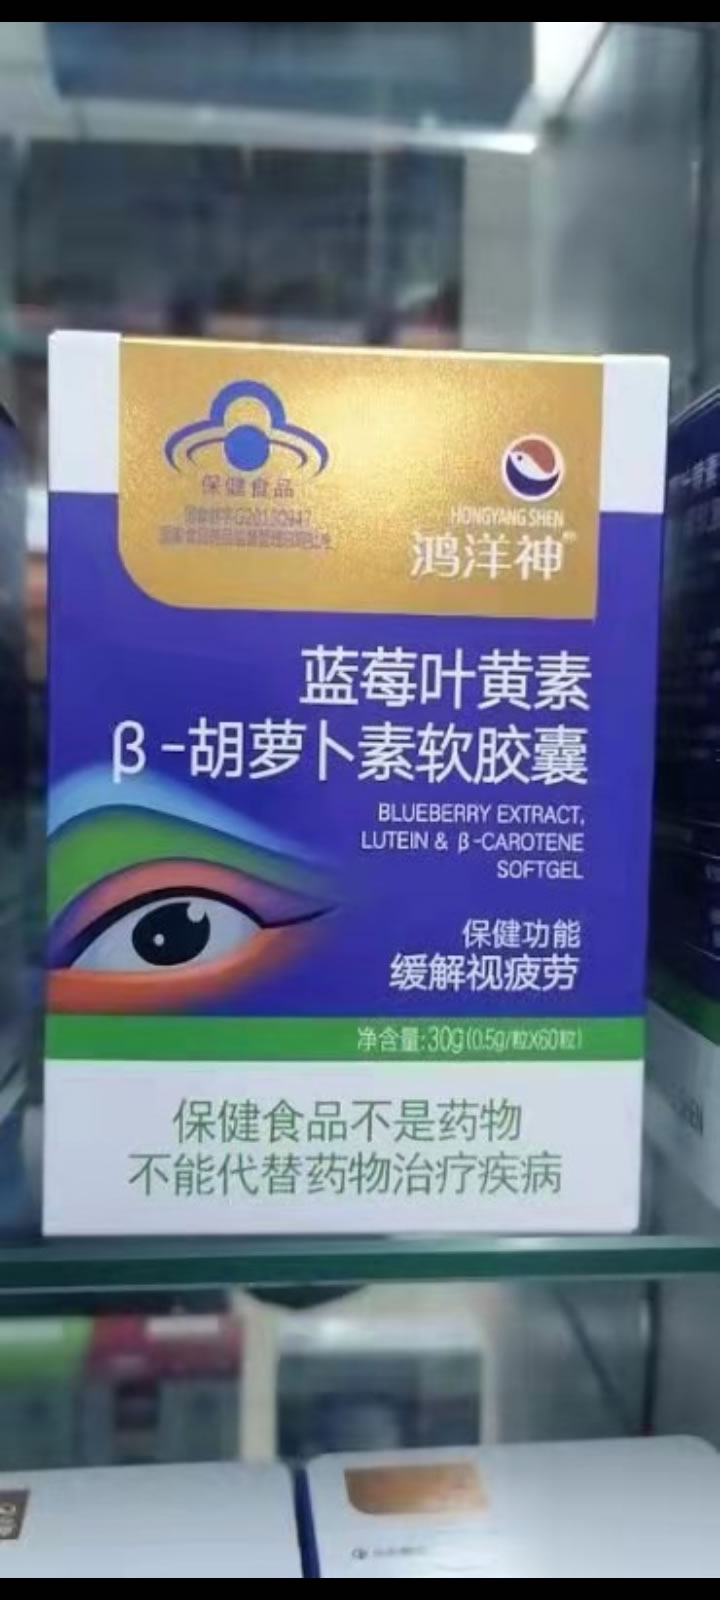 保健食品
HONGYANG SHEN
鸿洋神
蓝莓叶黄素
β-胡萝卜素软胶囊
BLUEBERRY EXTRACT,
LUTEIN & β-CAROTENE
SOFTGEL
保健功能
缓解视疲劳
净含量:30g(0.5g/粒X60粒)
保健食品不是药物
不能代替药物治疗疾病